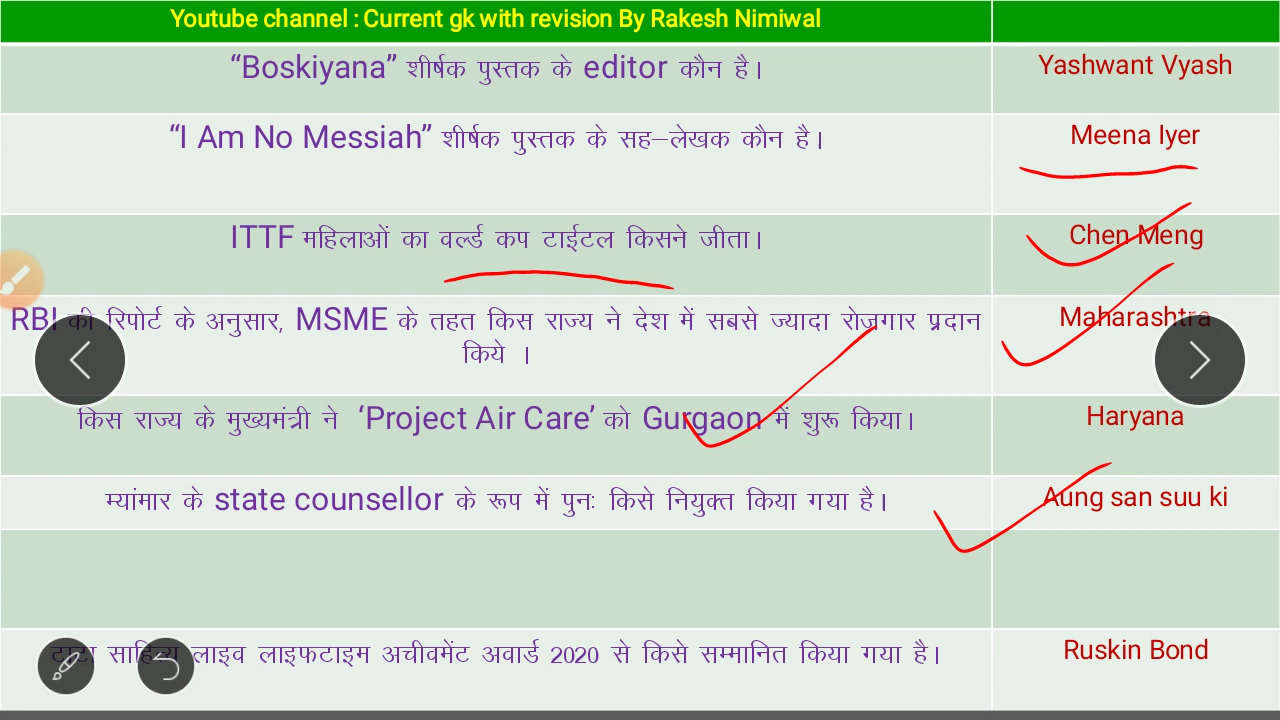 Youtube channel : Current gk with revision By Rakesh Nimiwal
“Boskiyana” शीर्षक पुस्तक के editor कौन है। Yashwant Vyash
“I Am No Messiah” शीर्षक पुस्तक के सह–लेखक कौन है। Meena Iyer
ITTF महिलाओं का वर्ल्ड कप टाईटल किसने जीता। Chen Meng
RBI की रिपोर्ट के अनुसार, MSME के तहत किस राज्य ने देश में सबसे ज्यादा रोज़गार प्रदान Maharashtra
किये ।
किस राज्य के मुख्यमंत्री ने ‘Project Air Care’ को Gurgaon में शुरू किया। Haryana
म्यांमार के state counsellor के रूप में पुनः किसे नियुक्त किया गया है। Aung san suu ki
टाटा साहित्य लाइव लाइफटाइम अचीवमेंट अवार्ड 2020 से किसे सम्मानित किया गया है। Ruskin Bond